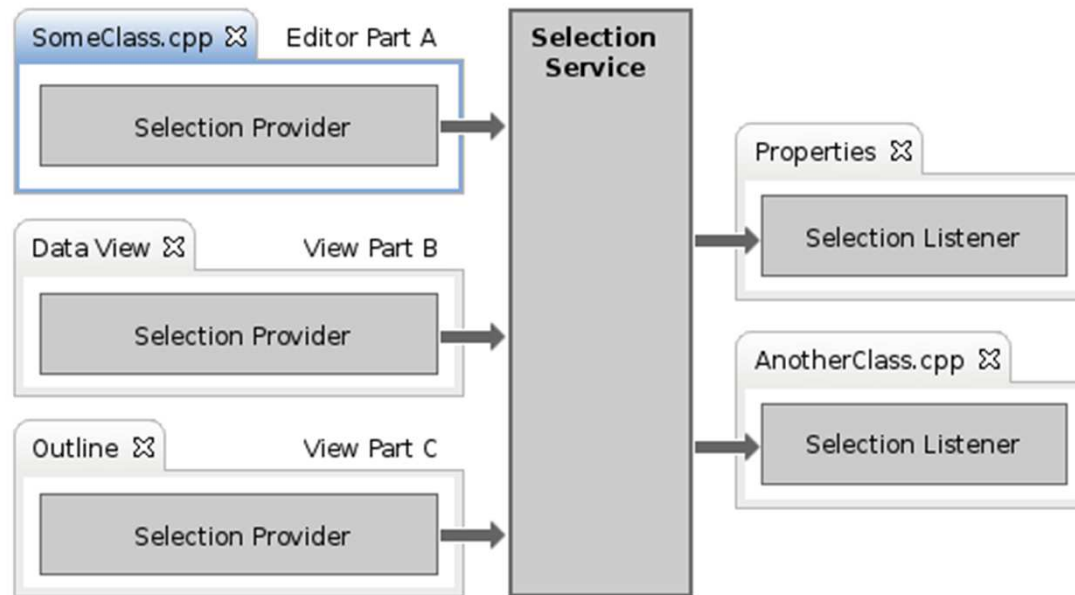 SomeClass.cpp
Editor Part A
Selection Provider
Data View
View Part B
Selection Provider
Outline
View Part C
Selection Provider
Selection
Service
Properties
Selection Listener
AnotherClass.cpp
Selection Listener